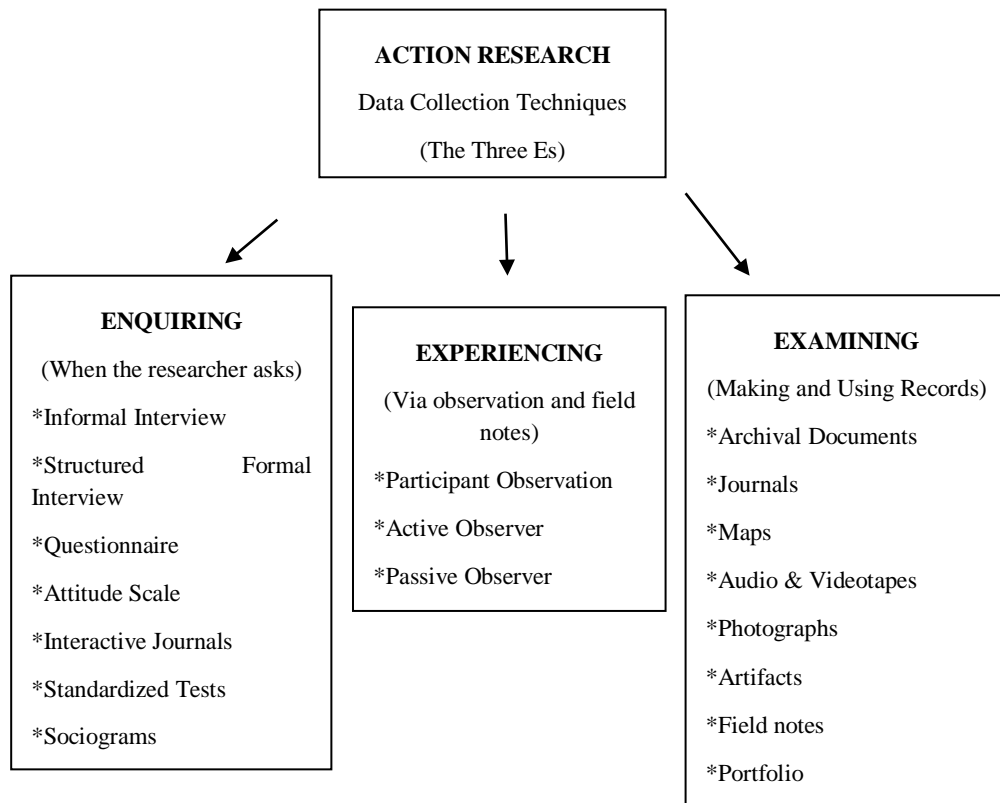 ACTION RESEARCH
Data Collection Techniques
(The Three Es)
ENQUIRING
(When the researcher asks)
*Informal Interview
*Structured Formal
Interview
*Questionnaire
*Attitude Scale
*Interactive Journals
*Standardized Tests
*Sociograms
EXPERIENCING
(Via observation and field
notes)
*Participant Observation
*Active Observer
*Passive Observer
EXAMINING
(Making and Using Records)
*Archival Documents
*Journals
*Maps
*Audio & Videotapes
*Photographs
*Artifacts
*Field notes
*Portfolio